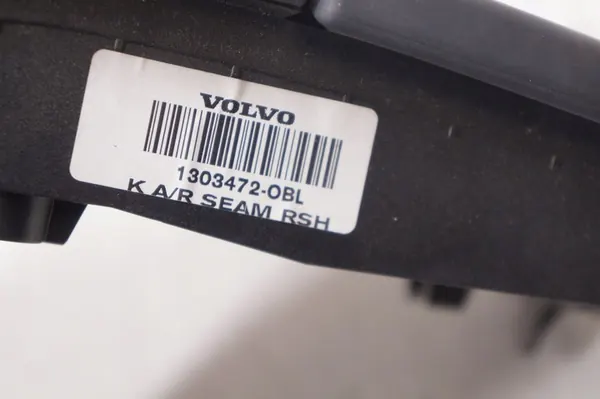 VOLVO
1303472-OBL
K A/R SEAM RSH